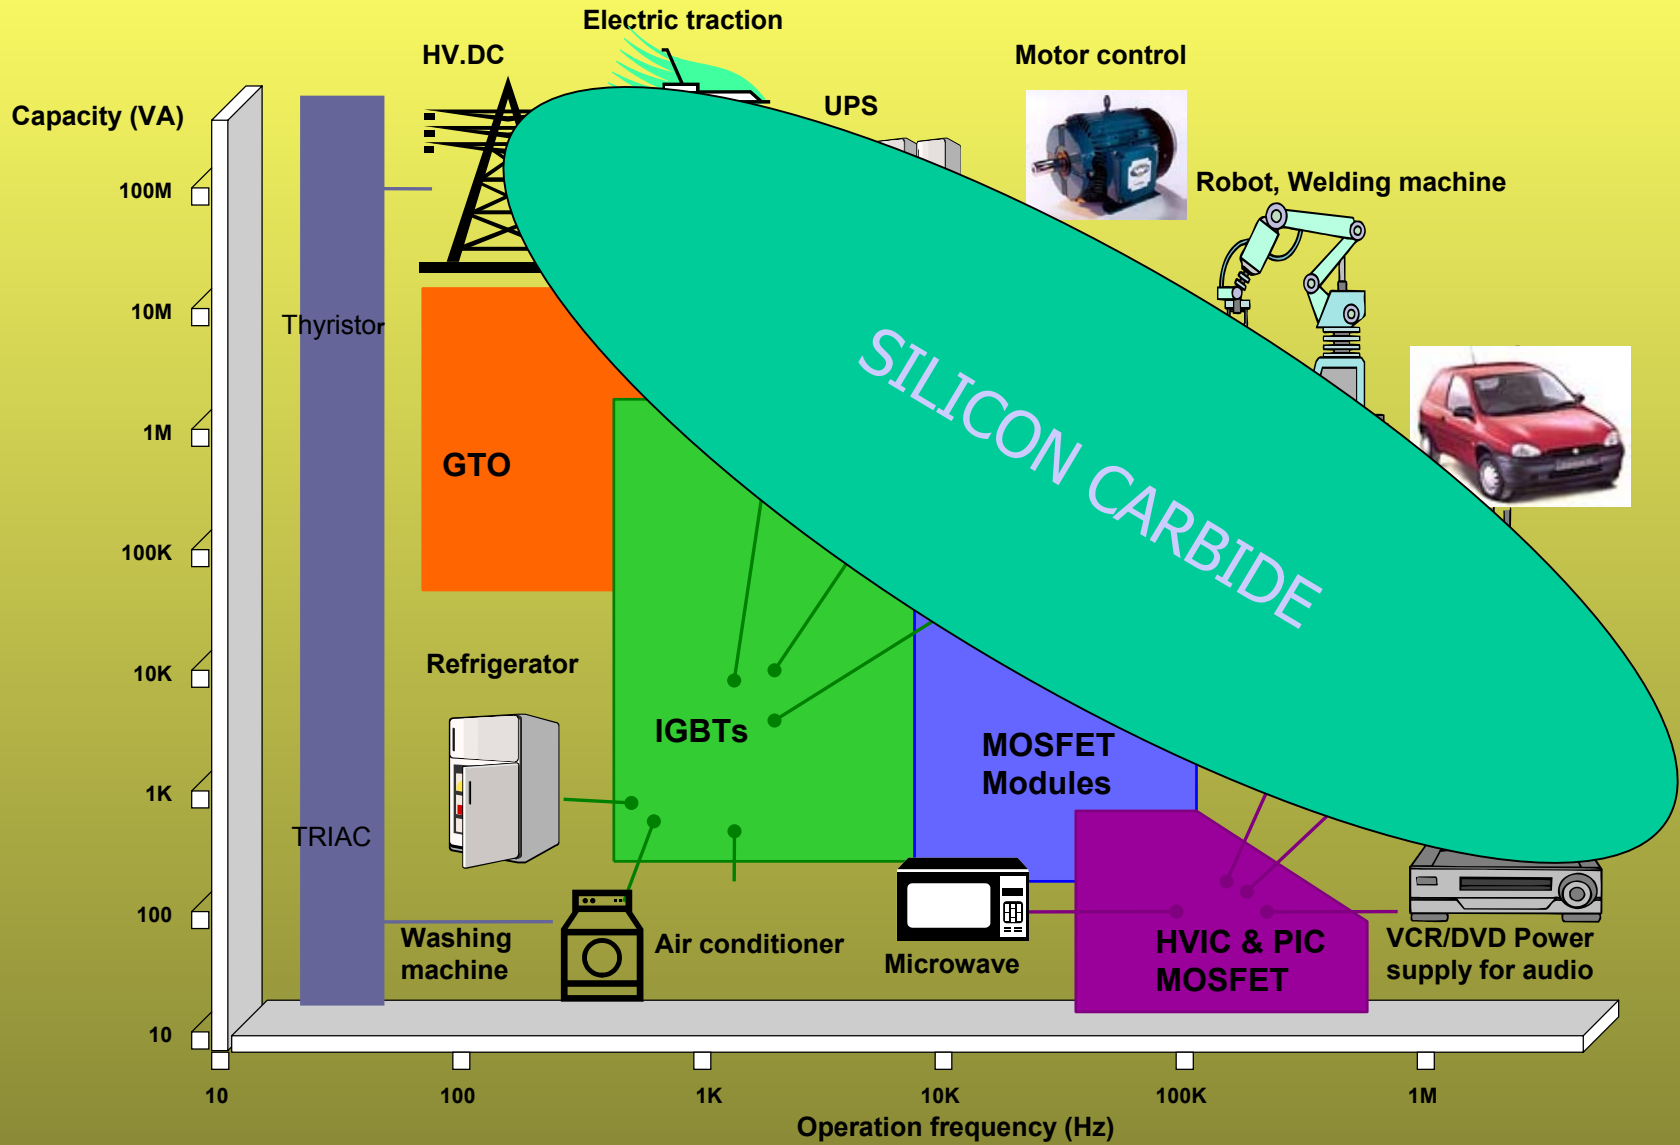 Electric traction
HV.DC
Motor control
Capacity (VA)
UPS
100M
Robot, Welding machine
10M
Thyristor
SILICON CARBIDE
1M
GTO
100K
Refrigerator
10K
IGBTs
MOSFET
Modules
1K
TRIAC
100
Washing
machine
Air conditioner
Microwave
HVIC & PIC
MOSFET
VCR/DVD Power
supply for audio
10
10
100
1K
10K
100K
1M
Operation frequency (Hz)